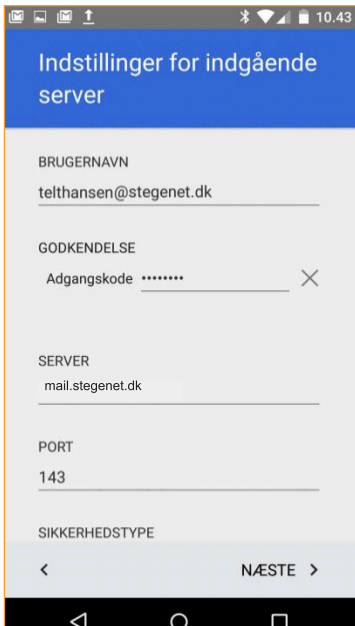 10.43
Indstillinger for indgående
server
BRUGERNAVN
telthansen@stegenet.dk
GODKENDELSE
Adgangskode ••••••••
SERVER
mail.stegenet.dk
PORT
143
SIKKERHEDSTYPE
NÆSTE